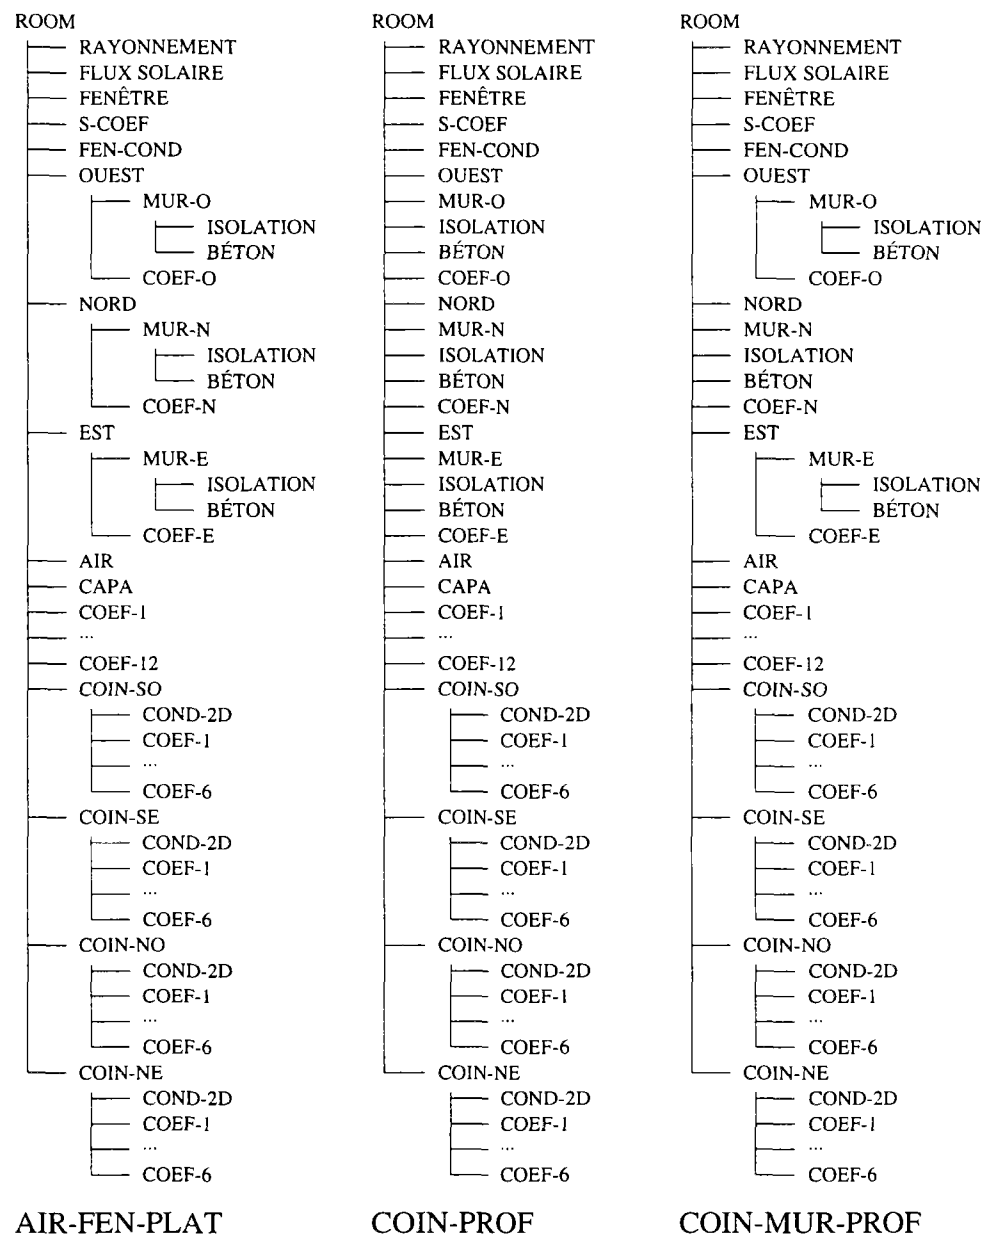 ROOM
RAYONNEMENT
FLUX SOLAIRE
FENÊTRE
S-COEF
FEN-COND
OUEST
MUR-O
ISOLATION
BÉTON
COEF-O
NORD
MUR-N
ISOLATION
BÉTON
COEF-N
EST
MUR-E
ISOLATION
BÉTON
COEF-E
AIR
CAPA
COEF-1
...
COEF-12
COIN-SO
COND-2D
COEF-1
...
COEF-6
COIN-SE
COND-2D
COEF-1
...
COEF-6
COIN-NO
COND-2D
COEF-1
...
COEF-6
COIN-NE
COND-2D
COEF-1
...
COEF-6
AIR-FEN-PLAT
ROOM
RAYONNEMENT
FLUX SOLAIRE
FENÊTRE
S-COEF
FEN-COND
OUEST
MUR-O
ISOLATION
BÉTON
COEF-O
NORD
MUR-N
ISOLATION
BÉTON
COEF-N
EST
MUR-E
ISOLATION
BÉTON
COEF-E
AIR
CAPA
COEF-1
...
COEF-12
COIN-SO
COND-2D
COEF-1
...
COEF-6
COIN-SE
COND-2D
COEF-1
...
COEF-6
COIN-NO
COND-2D
COEF-1
...
COEF-6
COIN-NE
COND-2D
COEF-1
...
COEF-6
COIN-PROF
ROOM
RAYONNEMENT
FLUX SOLAIRE
FENÊTRE
S-COEF
FEN-COND
OUEST
MUR-O
ISOLATION
BÉTON
COEF-O
NORD
MUR-N
ISOLATION
BÉTON
COEF-N
EST
MUR-E
ISOLATION
BÉTON
COEF-E
AIR
CAPA
COEF-1
...
COEF-12
COIN-SO
COND-2D
COEF-1
...
COEF-6
COIN-SE
COND-2D
COEF-1
...
COEF-6
COIN-NO
COND-2D
COEF-1
...
COEF-6
COIN-NE
COND-2D
COEF-1
...
COEF-6
COIN-MUR-PROF